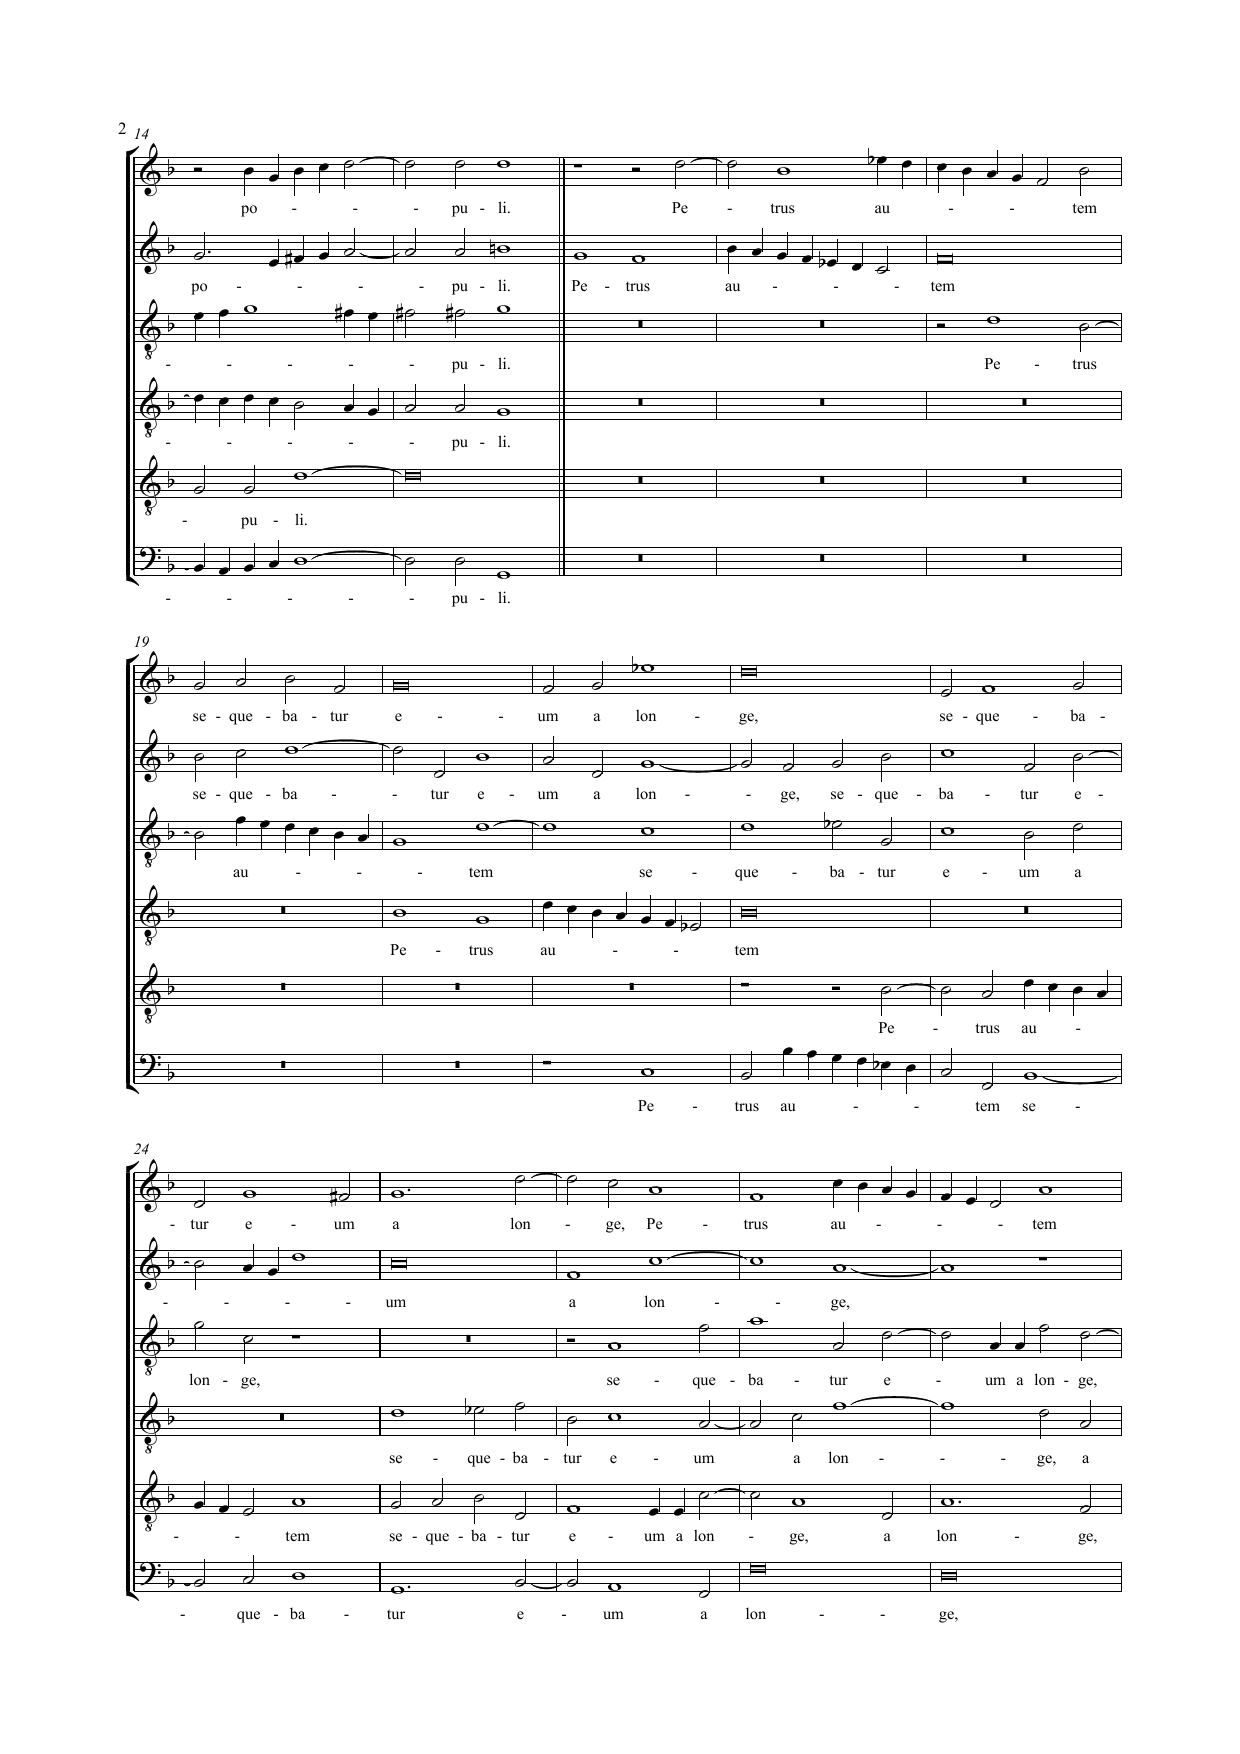 2 14
po - - - - pu - li. Pe - trus au - - - tem
po - - - - pu - li. Pe - trus au - - - tem
- - - - - pu - li. Pe - trus
- - - - - pu - li.
- pu - li.
- - - - - pu - li.
19
se - que - ba - tur e - - um a lon - ge, se - que - ba -
se - que - ba - - tur e - um a lon - - ge, se - que - ba - tur e -
au - - - tem se - que - ba - tur e - um a
Pe - trus au - - - tem
Pe - trus au -
Pe - trus au - - - tem se -
24
- tur e - um a lon - ge, Pe - trus au - - - tem
- - - - um a lon - - ge,
lon - ge, se - que - ba - tur e - um a lon - ge,
se - que - ba - tur e - um a lon - - - ge, a
- - tem se - que - ba - tur e - um a lon - ge, a lon - ge,
- que - ba - tur e - um a lon - - ge,